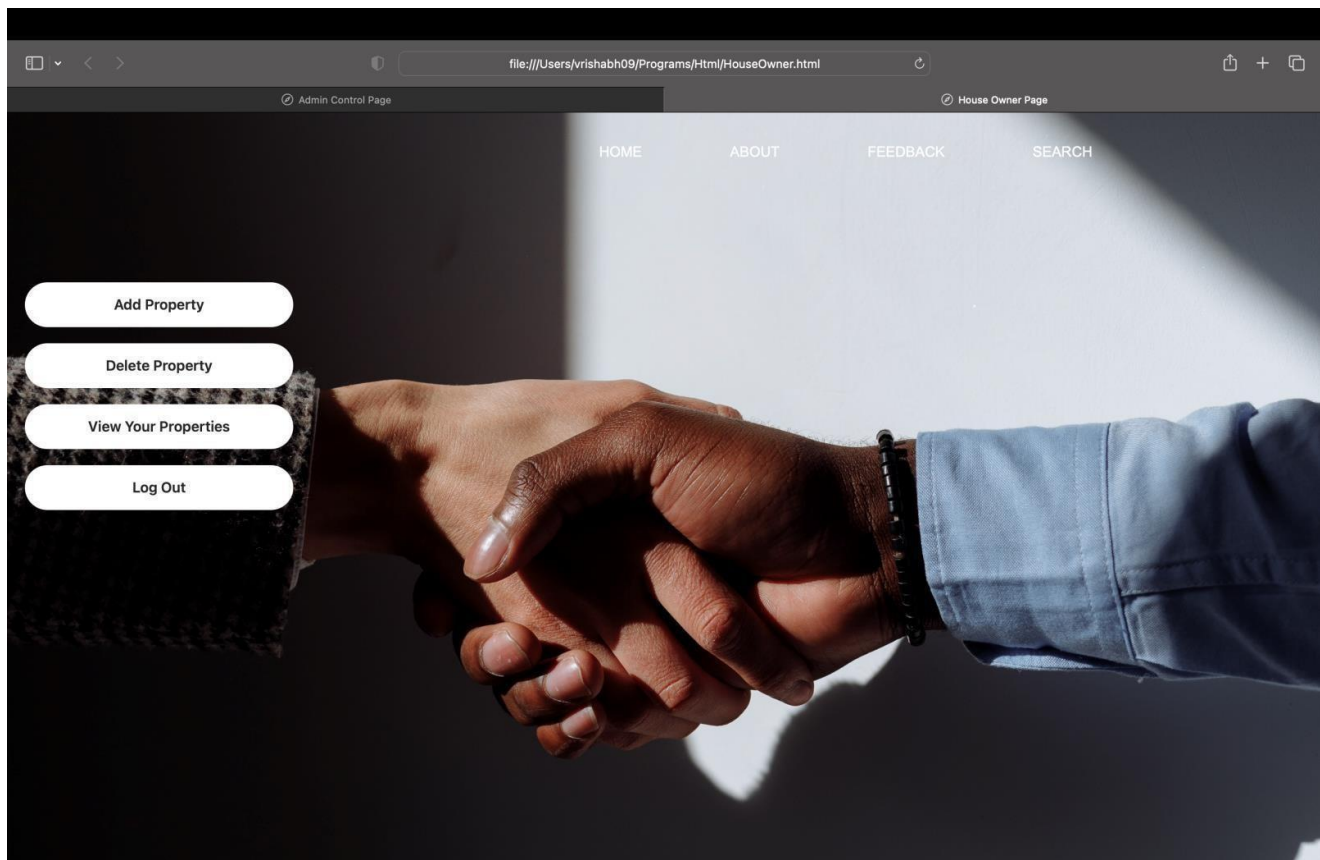 file:///Users/vrishabh09/Programs/Html/HouseOwner.html
Admin Control Page
House Owner Page
HOME ABOUT FEEDBACK SEARCH
Add Property
Delete Property
View Your Properties
Log Out